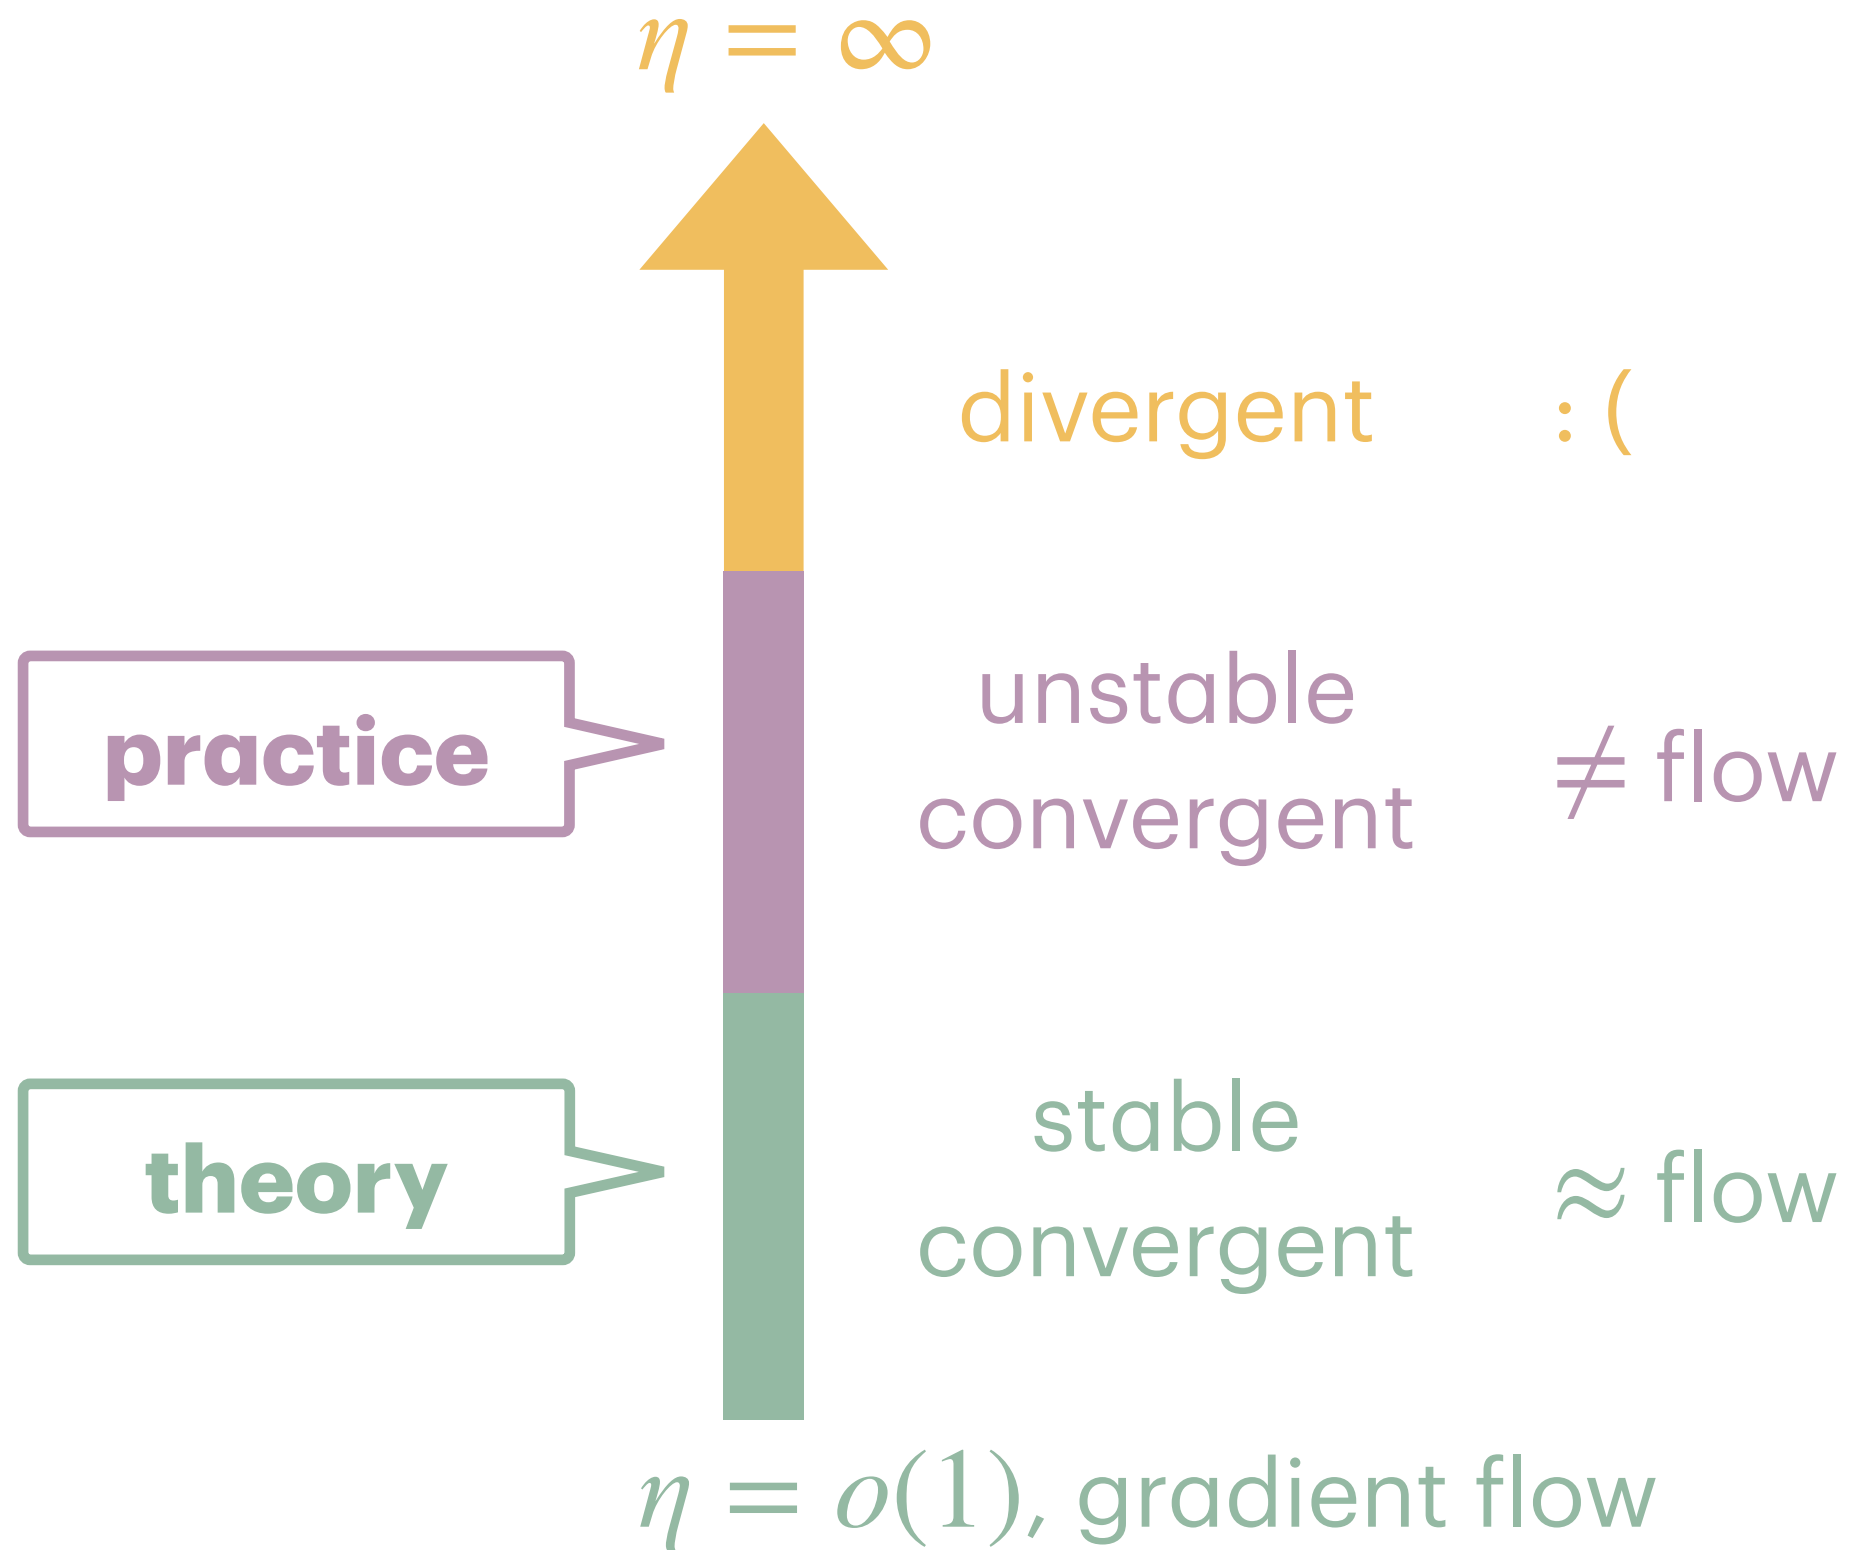 η = ∞
divergent :(
practice
unstable
convergent
≠ flow
theory
stable
convergent
≈ flow
η = o(1), gradient flow